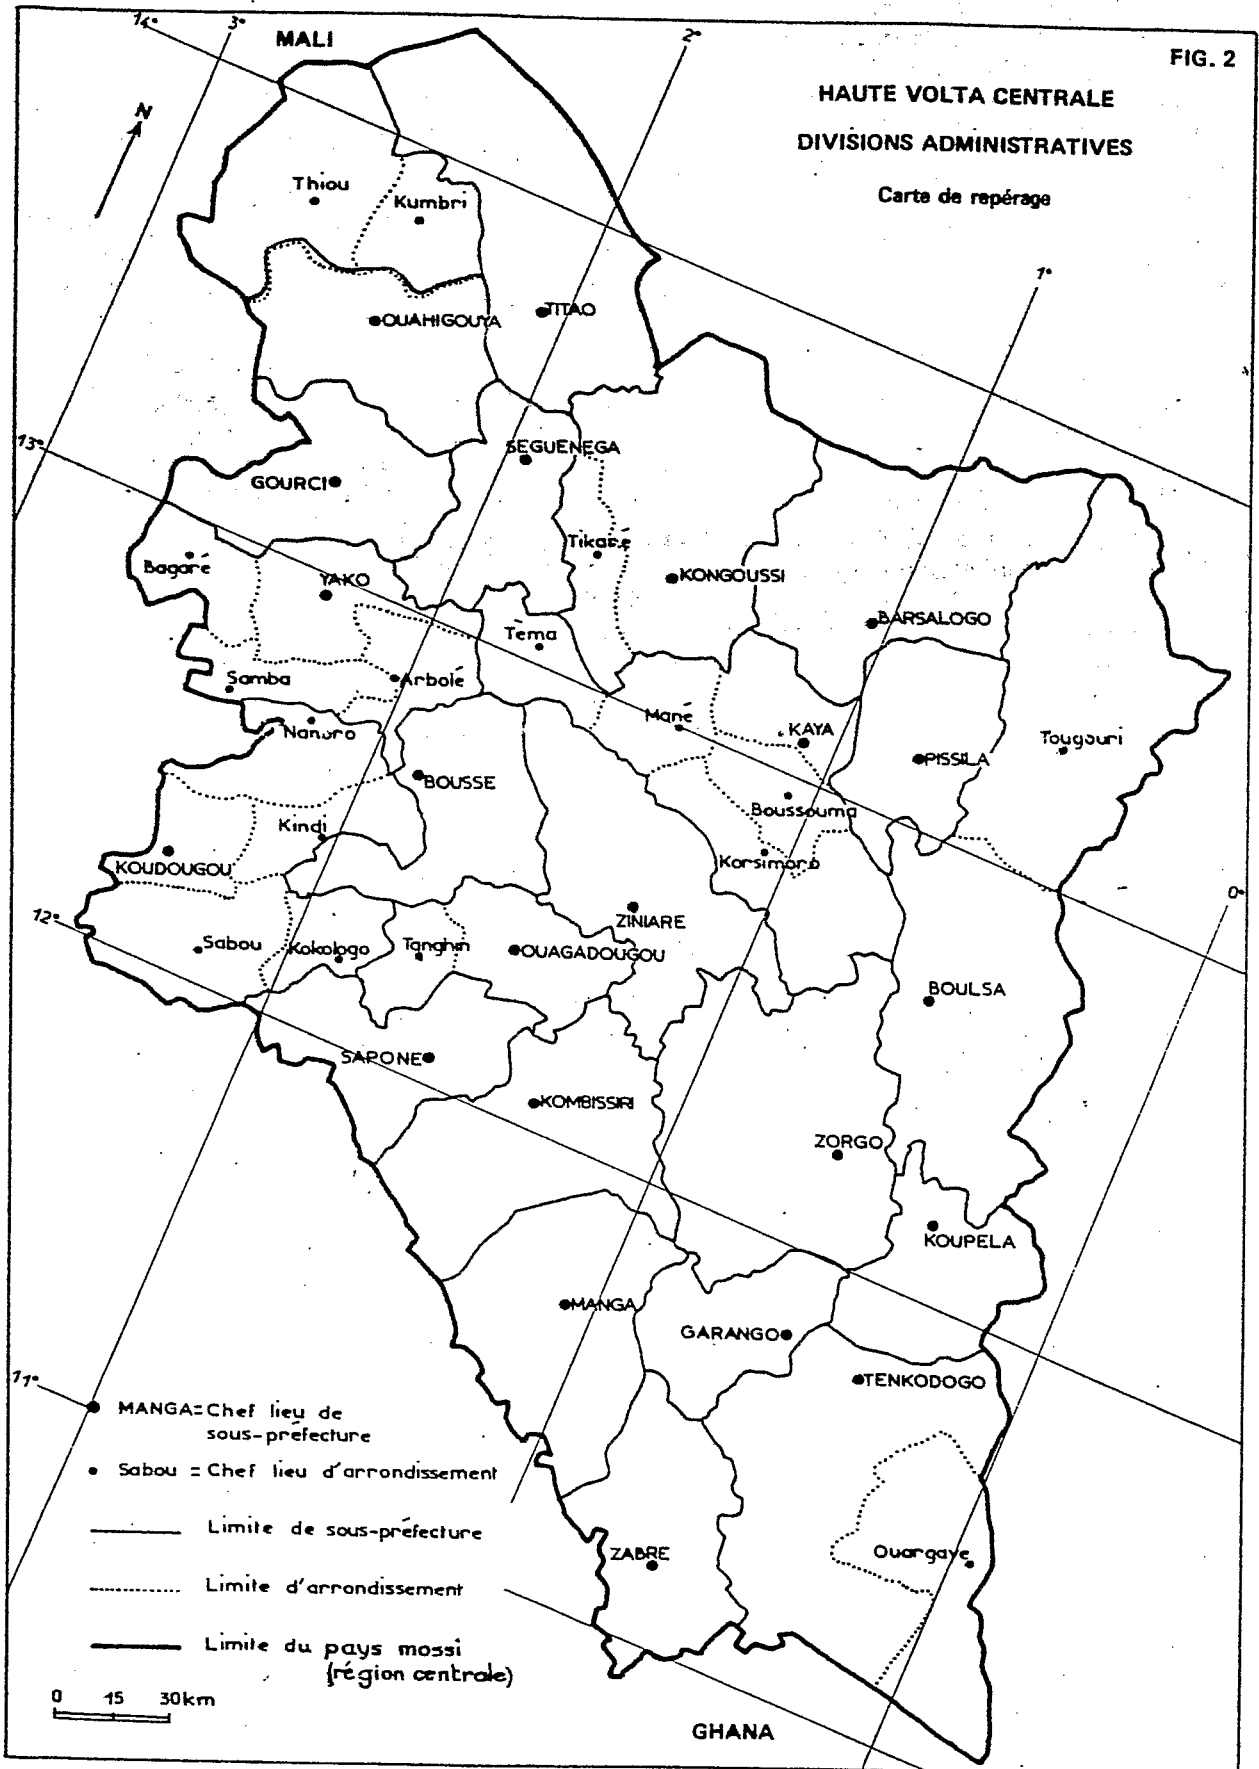 14°
3°
MALI
2°
FIG. 2
HAUTE VOLTA CENTRALE
DIVISIONS ADMINISTRATIVES
Carte de repérage
N
Thiou
Kumbri
1°
OUAHIGOUYA
TITAO
13°
SEGUENEGA
GOURCI
Tikaré
Bagaré
YAKO
KONGOUSSI
BARSALOGO
Tèma
Samba
Arbolé
Nanoro
Mané
KAYA
PISSILA
Tougouri
BOUSSE
Boussouma
Kindi
KOUDOUGOU
Korsimoro
0°
12°
ZINIARE
Sabou
Kokologo
Tanghin
OUAGADOUGOU
BOULSA
SAPONE
KOMBISSIRI
ZORGO
KOUPELA
MANGA
GARANGO
11°
TENKODOGO
MANGA = Chef lieu de
sous-préfecture
Sabou = Chef lieu d'arrondissement
Limite de sous-préfecture
ZABRE
Ouargaye
Limite d'arrondissement
Limite du pays mossi
(région centrale)
0 15 30km
GHANA